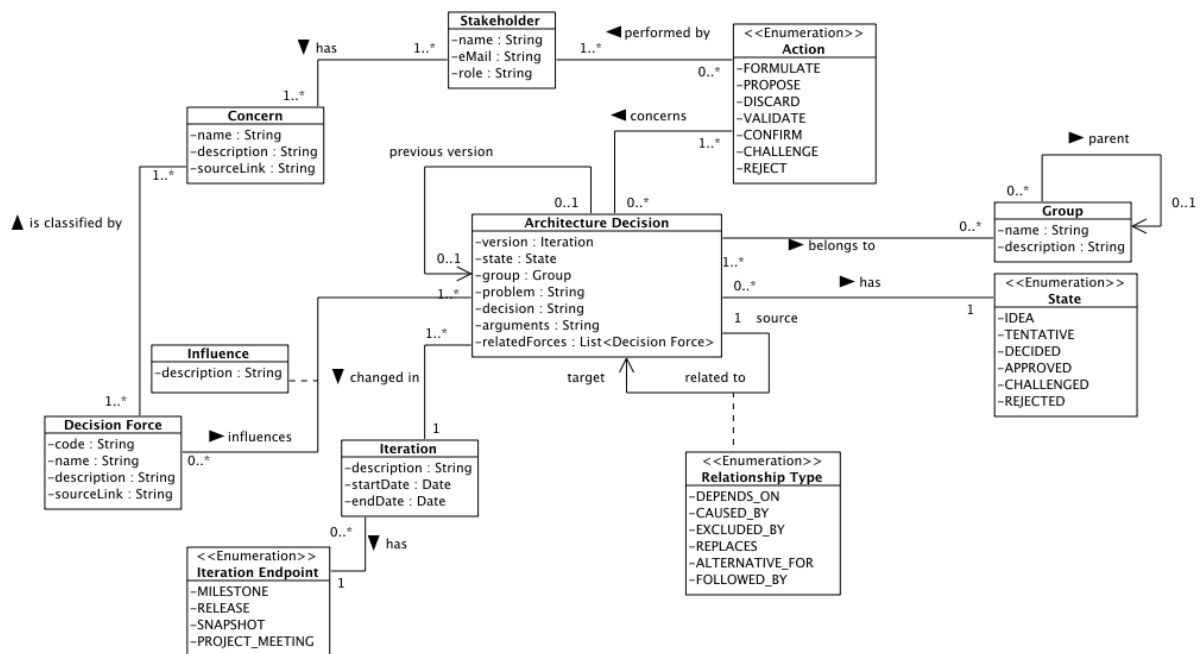 Stakeholder
-name : String
-eMail : String
-role : String
◀ performed by
1..*
0..*
<<Enumeration>>
Action
-FORMULATE
-PROPOSE
-DISCARD
-VALIDATE
-CONFIRM
-CHALLENGE
-REJECT
▼ has
1..*
1..*
Concern
-name : String
-description : String
-sourceLink : String
1..*
▲ is classified by
1..*
◀ concerns
1..*
0..*
previous version
0..1
0..1
▶ parent
0..*
0..1
Group
-name : String
-description : String
Architecture Decision
-version : Iteration
-state : State
-group : Group
-problem : String
-decision : String
-arguments : String
-relatedForces : List<Decision Force>
0..*
▶ belongs to
1..*
0..*
▶ has
1
<<Enumeration>>
State
-IDEA
-TENTATIVE
-DECIDED
-APPROVED
-CHALLENGED
-REJECTED
1..*
1..*
1 source
target
related to
Influence
-description : String
▼ changed in
1
Decision Force
-code : String
-name : String
-description : String
-sourceLink : String
▶ influences
0..*
Iteration
-description : String
-startDate : Date
-endDate : Date
<<Enumeration>>
Relationship Type
-DEPENDS_ON
-CAUSED_BY
-EXCLUDED_BY
-REPLACES
-ALTERNATIVE_FOR
-FOLLOWED_BY
0..*
▼ has
1
<<Enumeration>>
Iteration Endpoint
-MILESTONE
-RELEASE
-SNAPSHOT
-PROJECT_MEETING